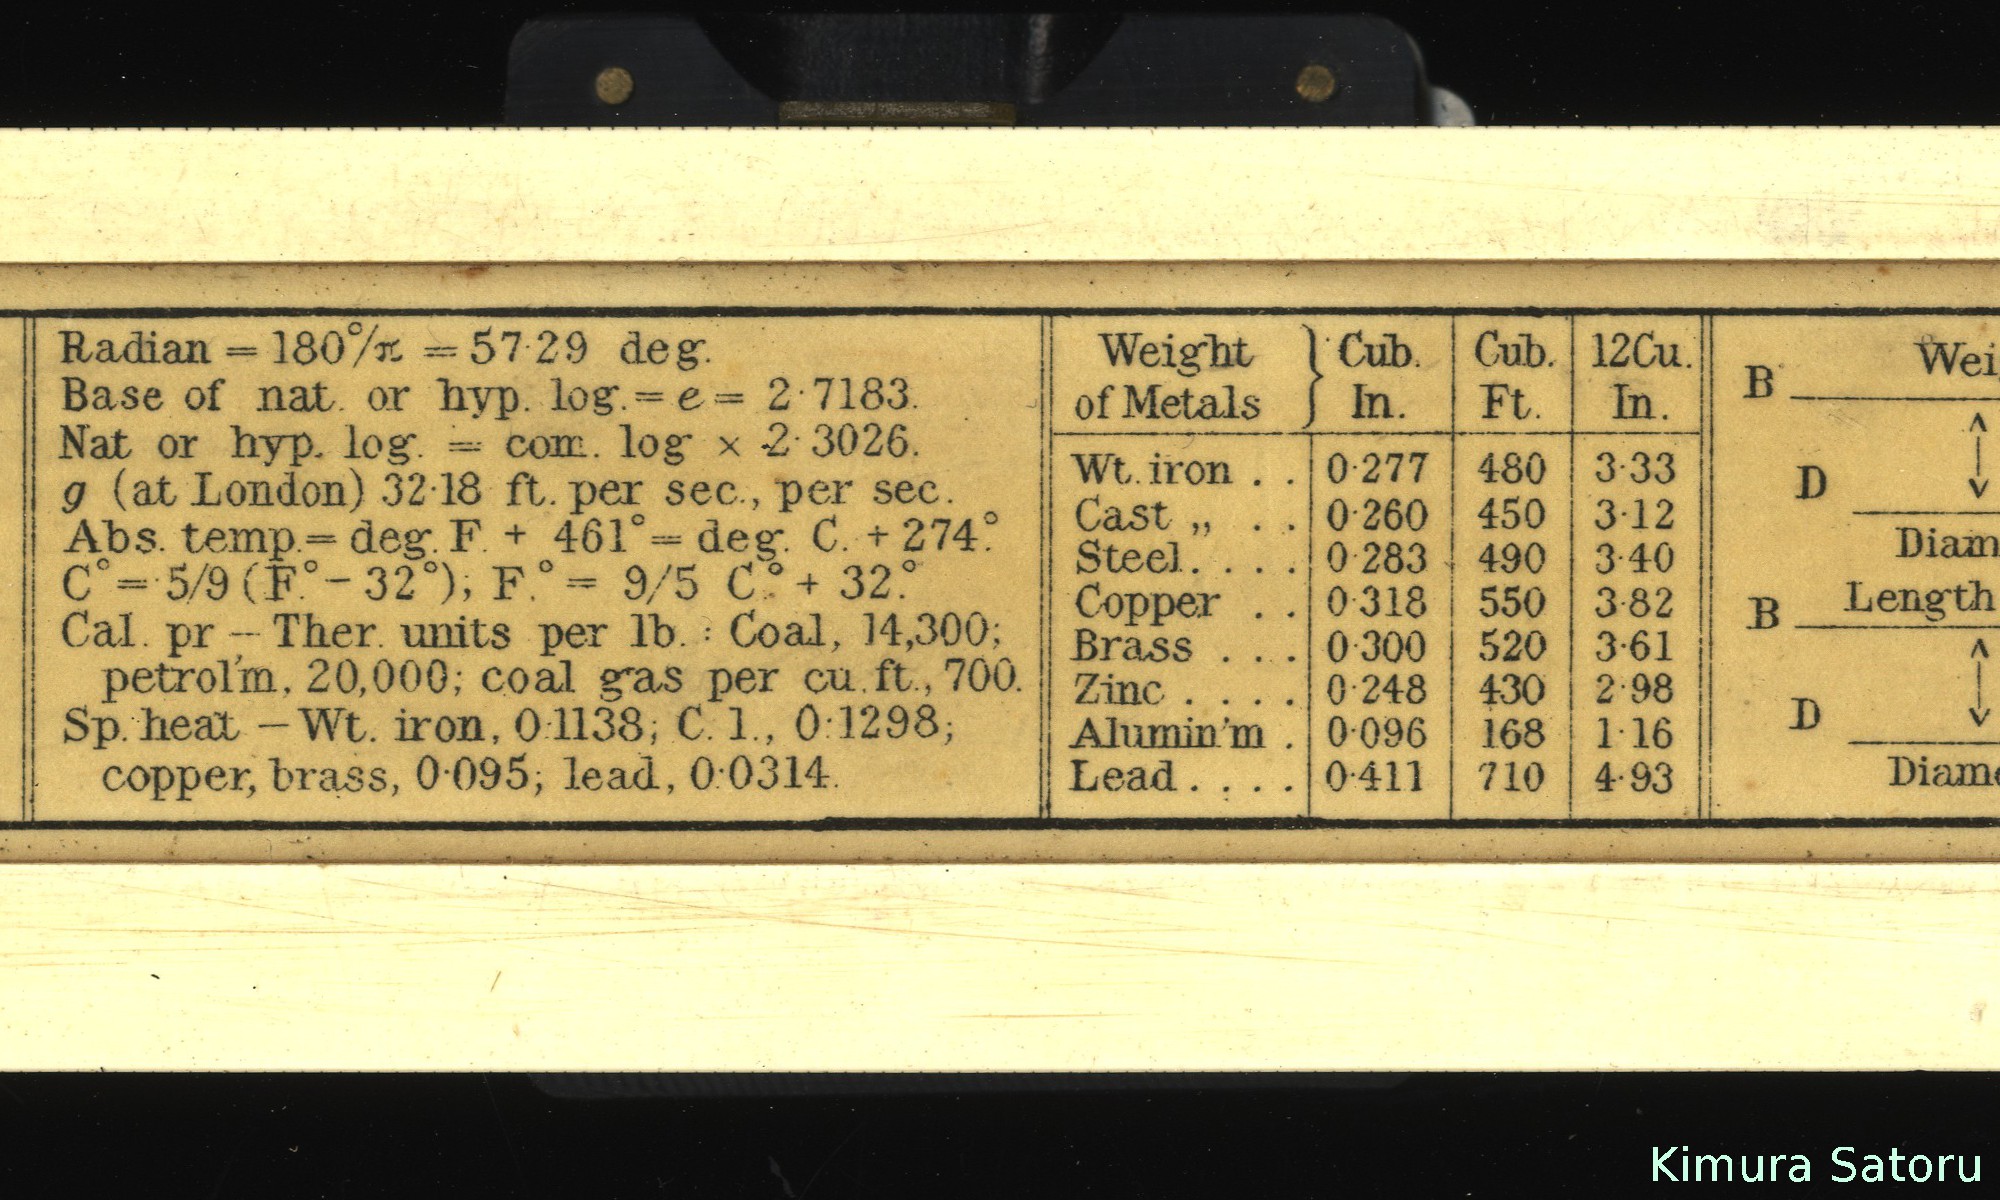 Radian = 180°/π = 57·29 deg.
Base of nat. or hyp. log. = e = 2·7183.
Nat or hyp. log. = com. log × 2·3026.
g (at London) 32·18 ft. per sec., per sec.
Abs. temp. = deg. F. + 461° = deg. C. + 274.°
C° = 5/9 (F.° − 32°); F.° = 9/5 C.° + 32.°
Cal. pr – Ther. units per lb. : Coal, 14,300;
petrol'm, 20,000; coal gas per cu. ft., 700.
Sp. heat – Wt. iron, 0·1138; C. 1., 0·1298;
copper, brass, 0·095; lead, 0·0314.
Weight of Metals } Cub. In. Cub. Ft. 12Cu. In.
Wt. iron . . 0·277 480 3·33
Cast „ . . 0·260 450 3·12
Steel . . . . 0·283 490 3·40
Copper . . 0·318 550 3·82
Brass . . . 0·300 520 3·61
Zinc . . . . 0·248 430 2·98
Alumin'm . 0·096 168 1·16
Lead . . . . 0·411 710 4·93
B
D
Length
B
D
Kimura Satoru